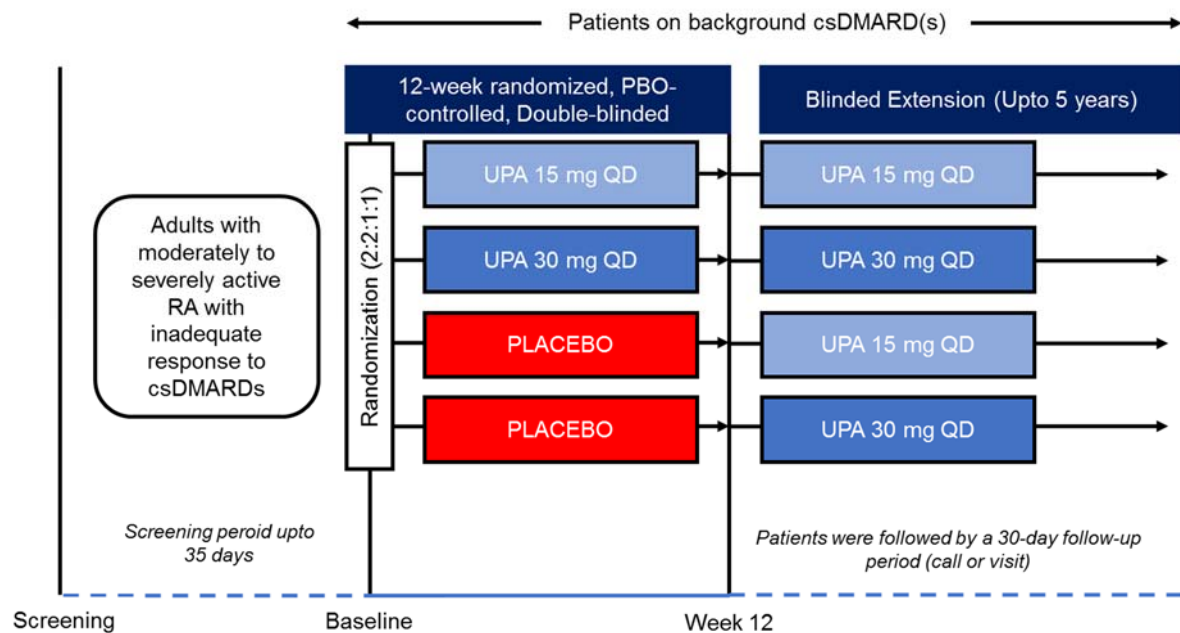 Patients on background csDMARD(s)
12-week randomized, PBO-
controlled, Double-blinded
Blinded Extension (Upto 5 years)
Adults with
moderately to
severely active
RA with
inadequate
response to
csDMARDs
Randomization (2:2:1:1)
UPA 15 mg QD
UPA 15 mg QD
UPA 30 mg QD
UPA 30 mg QD
PLACEBO
UPA 15 mg QD
PLACEBO
UPA 30 mg QD
Screening peroid upto
35 days
Patients were followed by a 30-day follow-up
period (call or visit)
Screening
Baseline
Week 12